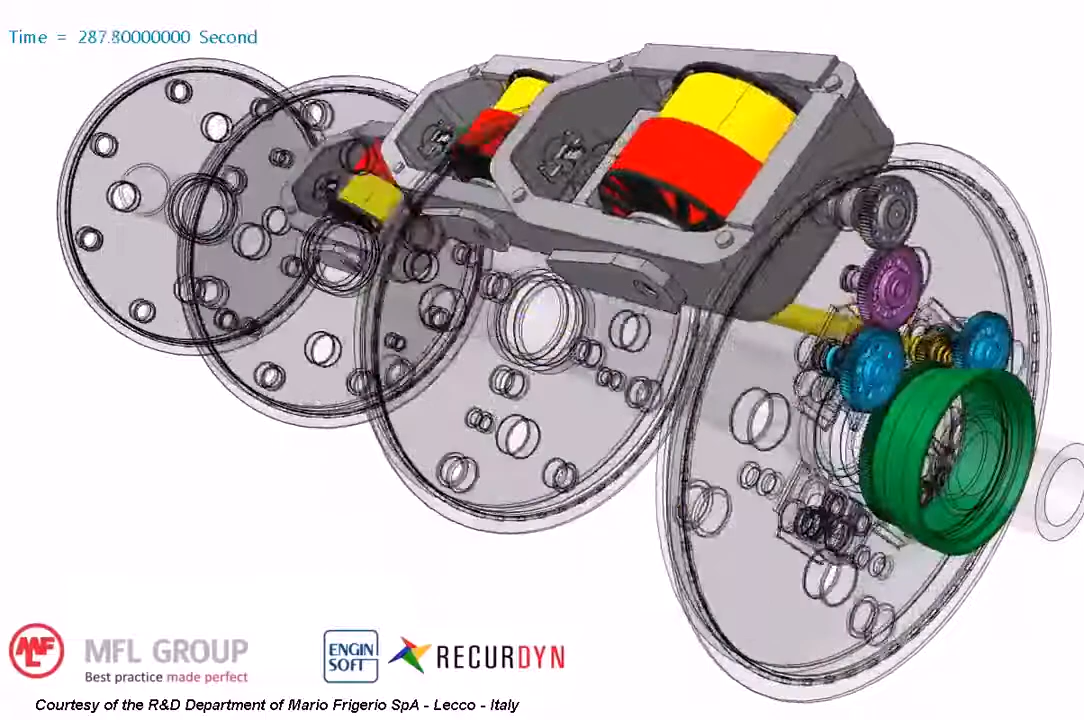 Time = 287.80000000 Second
MFL
MFL GROUP
Best practice made perfect
ENGIN
SOFT
RECURDYN
Courtesy of the R&D Department of Mario Frigerio SpA - Lecco - Italy